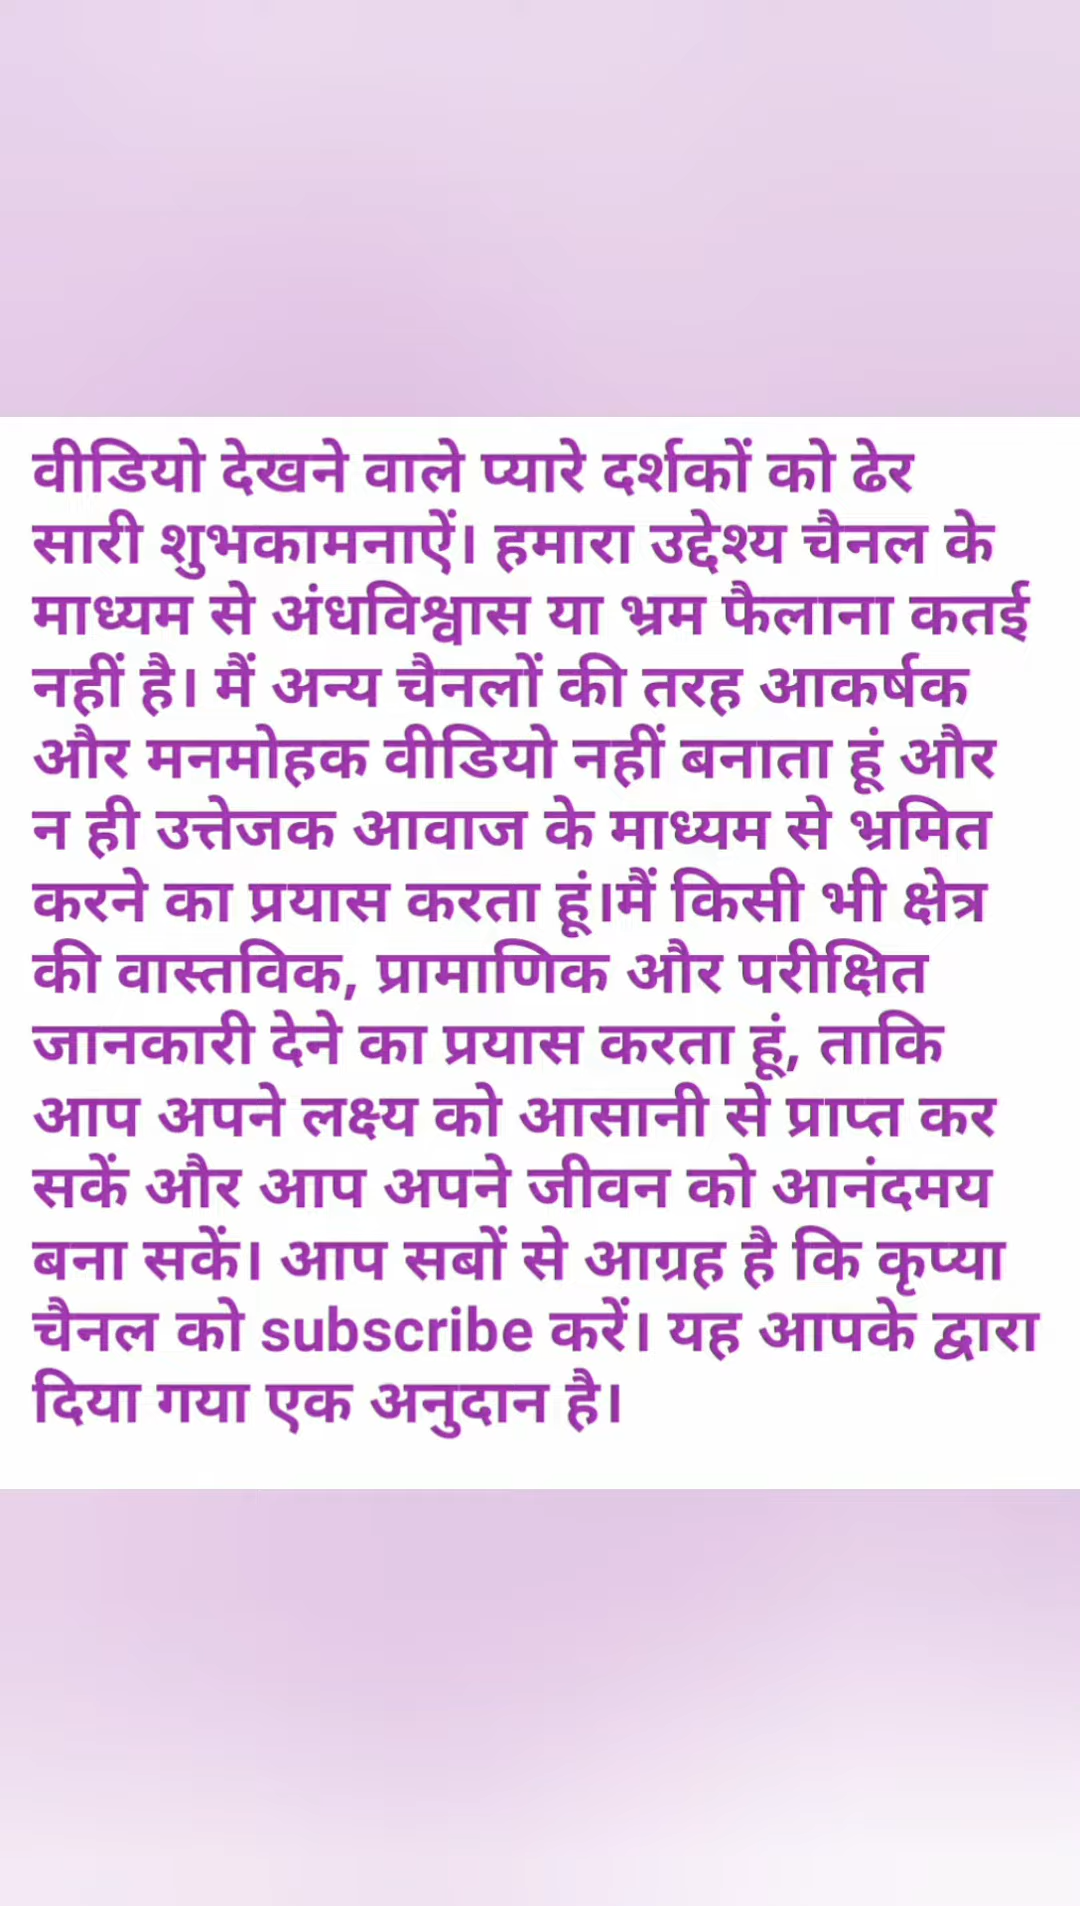 वीडियो देखने वाले प्यारे दर्शकों को ढेर
सारी शुभकामनाऐं। हमारा उद्देश्य चैनल के
माध्यम से अंधविश्वास या भ्रम फैलाना कतई
नहीं है। मैं अन्य चैनलों की तरह आकर्षक
और मनमोहक वीडियो नहीं बनाता हूं और
न ही उत्तेजक आवाज के माध्यम से भ्रमित
करने का प्रयास करता हूं।मैं किसी भी क्षेत्र
की वास्तविक, प्रामाणिक और परीक्षित
जानकारी देने का प्रयास करता हूं, ताकि
आप अपने लक्ष्य को आसानी से प्राप्त कर
सकें और आप अपने जीवन को आनंदमय
बना सकें। आप सबों से आग्रह है कि कृप्या
चैनल को subscribe करें। यह आपके द्वारा
दिया गया एक अनुदान है।